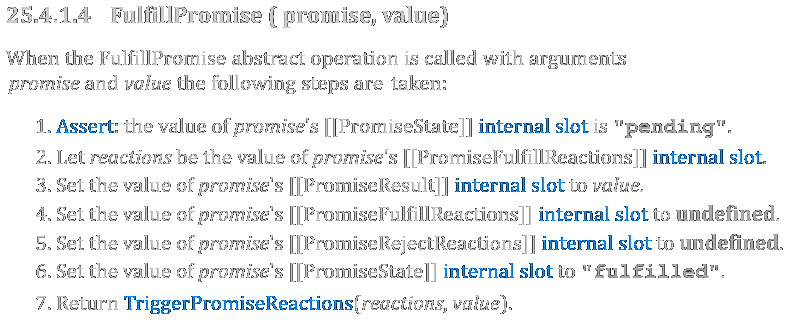 25.4.1.4 FulfillPromise ( promise, value)
When the FulfillPromise abstract operation is called with arguments
promise and value the following steps are taken:
1. Assert: the value of promise's [[PromiseState]] internal slot is "pending".
2. Let reactions be the value of promise's [[PromiseFulfillReactions]] internal slot.
3. Set the value of promise's [[PromiseResult]] internal slot to value.
4. Set the value of promise's [[PromiseFulfillReactions]] internal slot to undefined.
5. Set the value of promise's [[PromiseRejectReactions]] internal slot to undefined.
6. Set the value of promise's [[PromiseState]] internal slot to "fulfilled".
7. Return TriggerPromiseReactions(reactions, value).